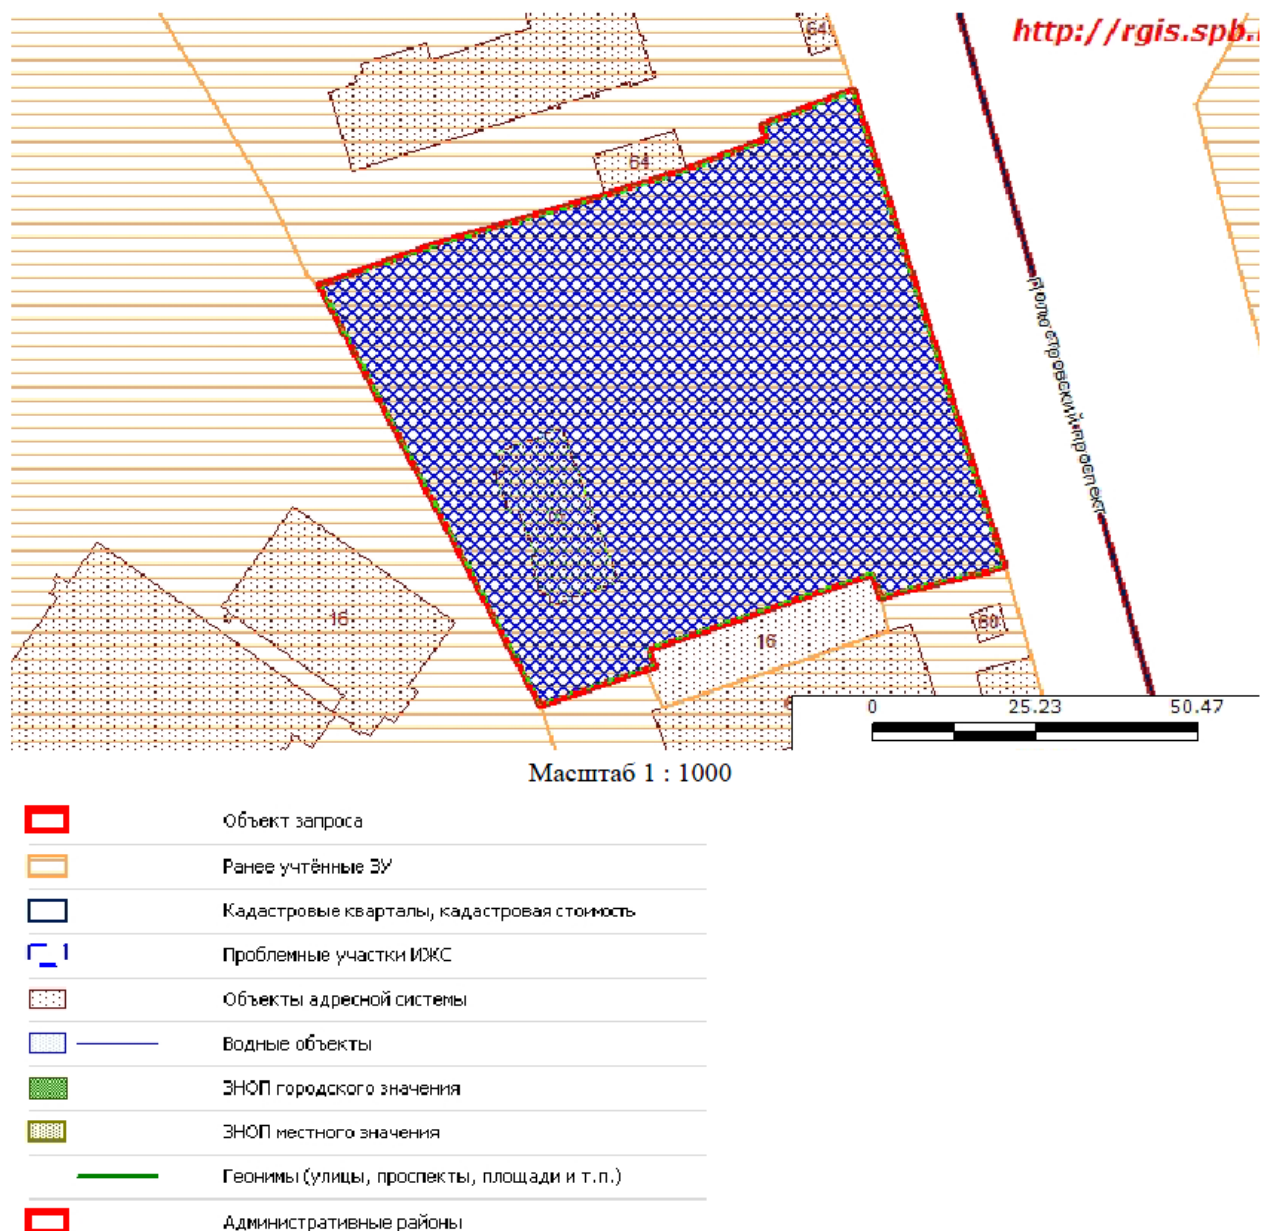 64
http://rgis.spb.
64
Полюстровский проспект
16
16
60
0 25.23 50.47
Масштаб 1 : 1000
Объект запроса
Ранее учтённые ЗУ
Кадастровые кварталы, кадастровая стоимость
Проблемные участки ИЖС
Объекты адресной системы
Водные объекты
ЗНОП городского значения
ЗНОП местного значения
Геонимы (улицы, проспекты, площади и т.п.)
Административные районы